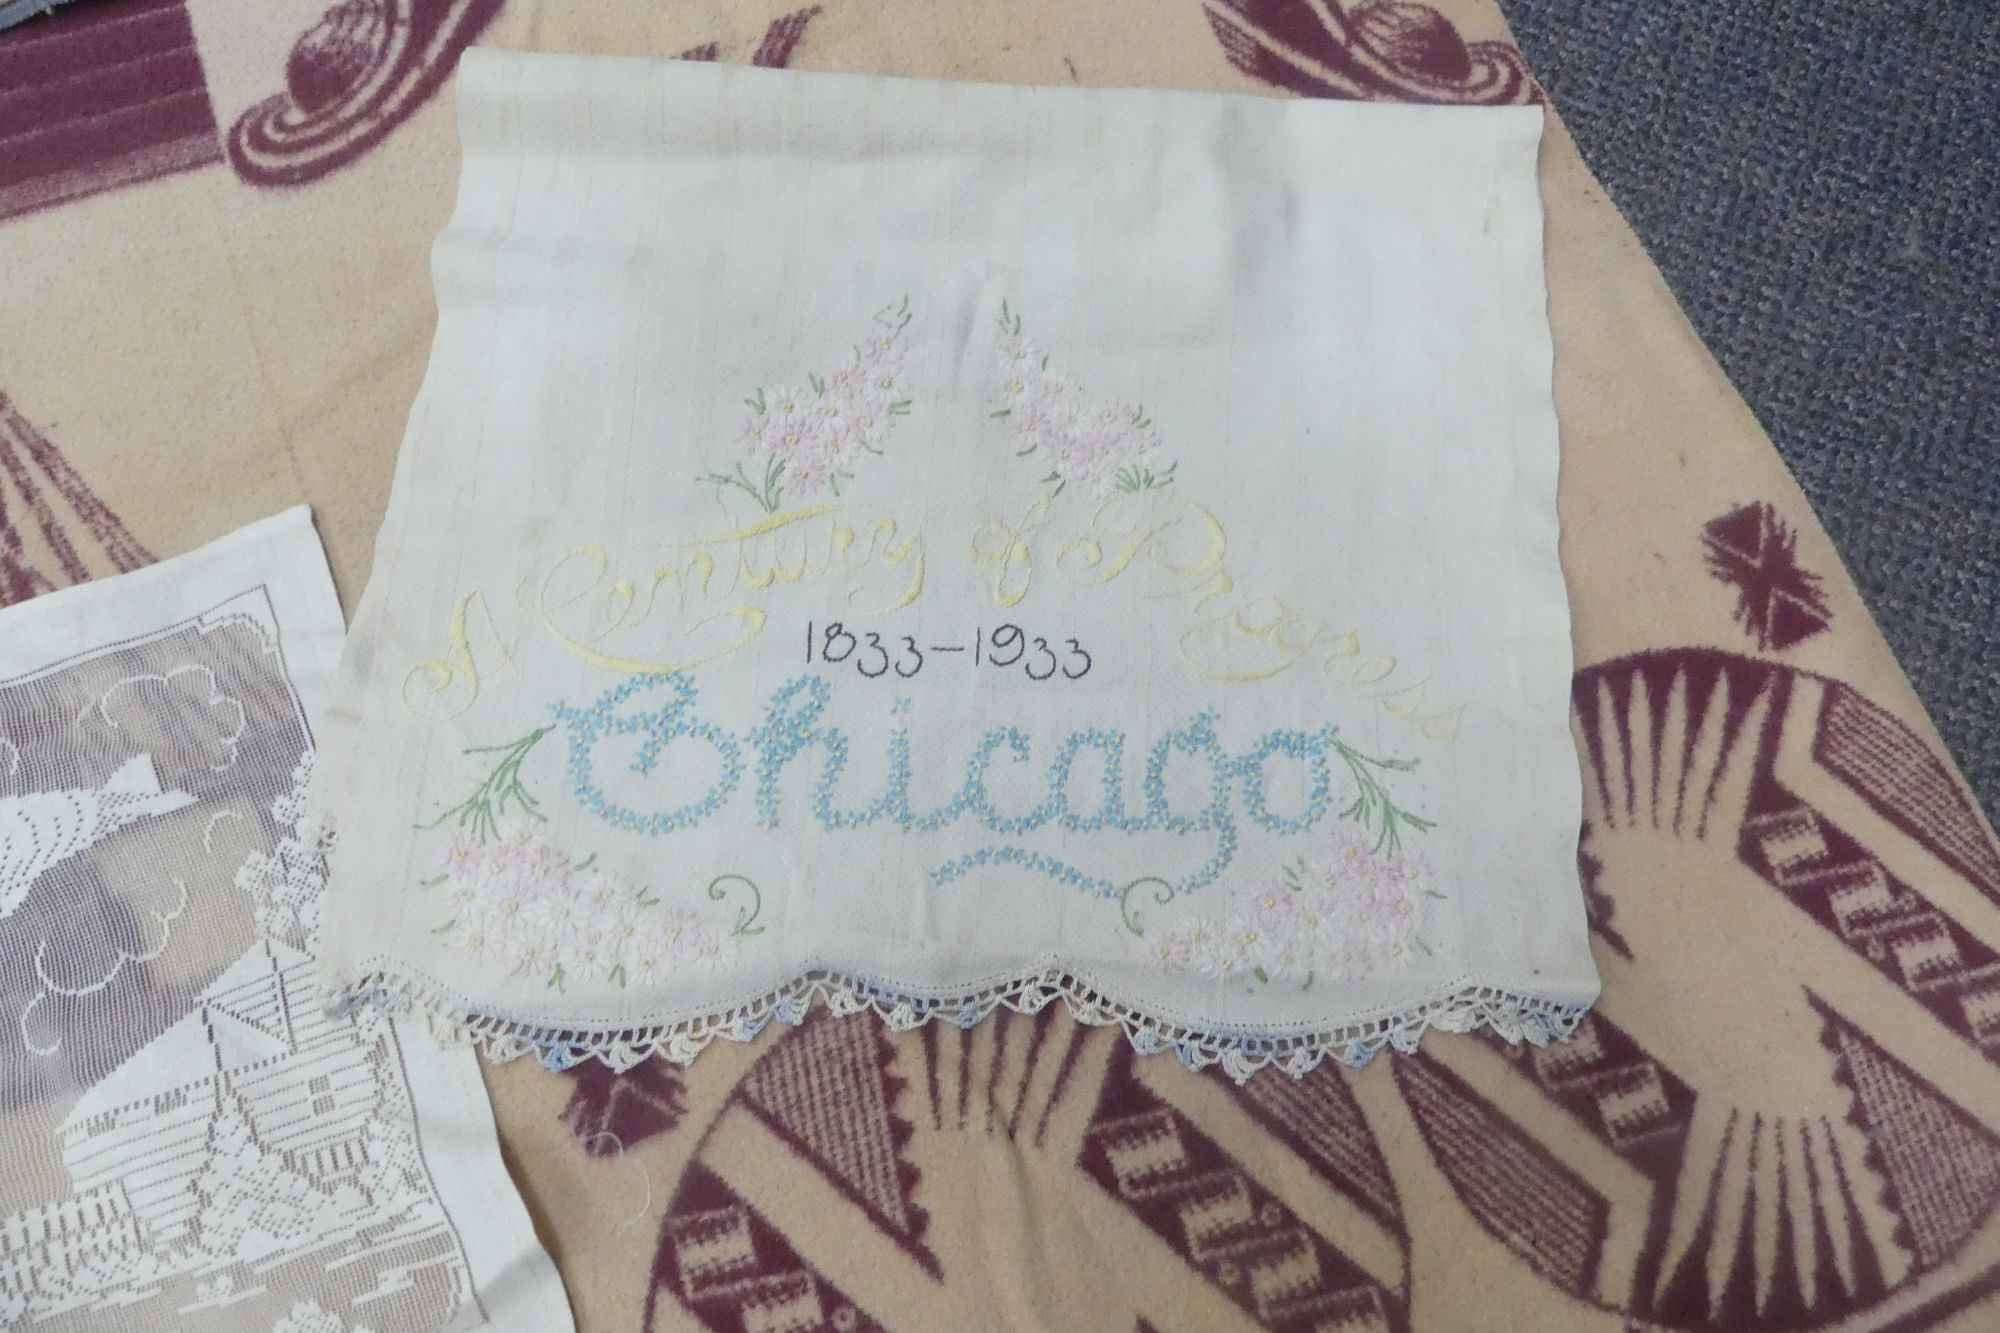 A Century of Progress
1833-1933
Chicago